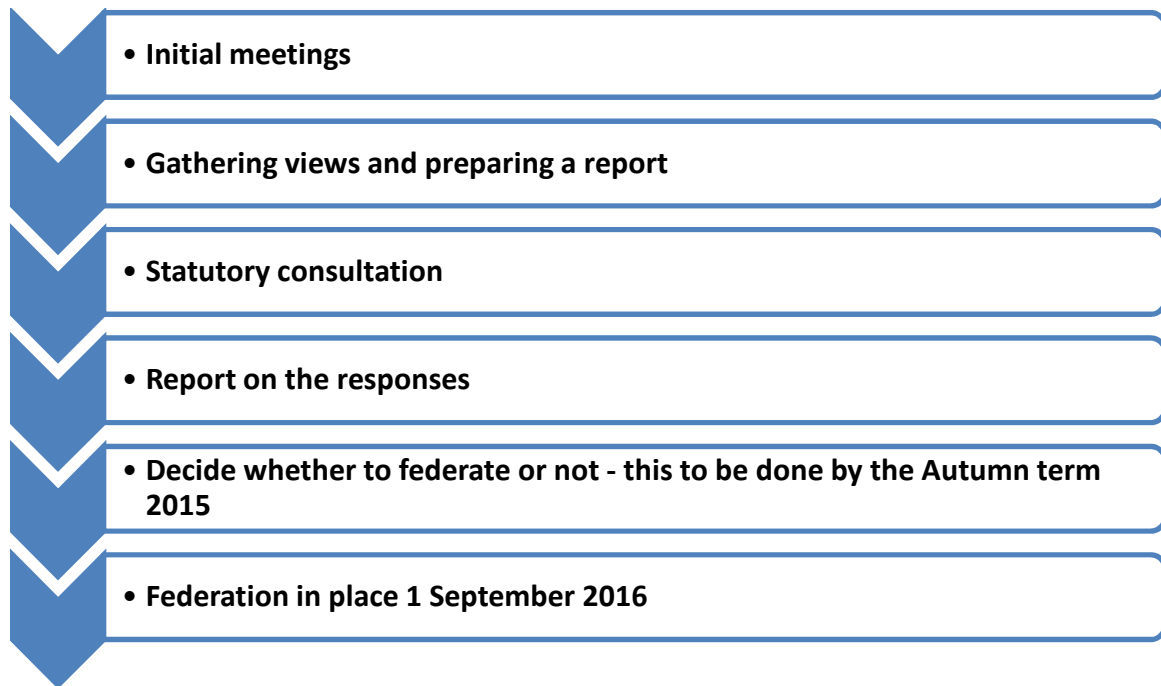 • Initial meetings
• Gathering views and preparing a report
• Statutory consultation
• Report on the responses
• Decide whether to federate or not - this to be done by the Autumn term
2015
• Federation in place 1 September 2016